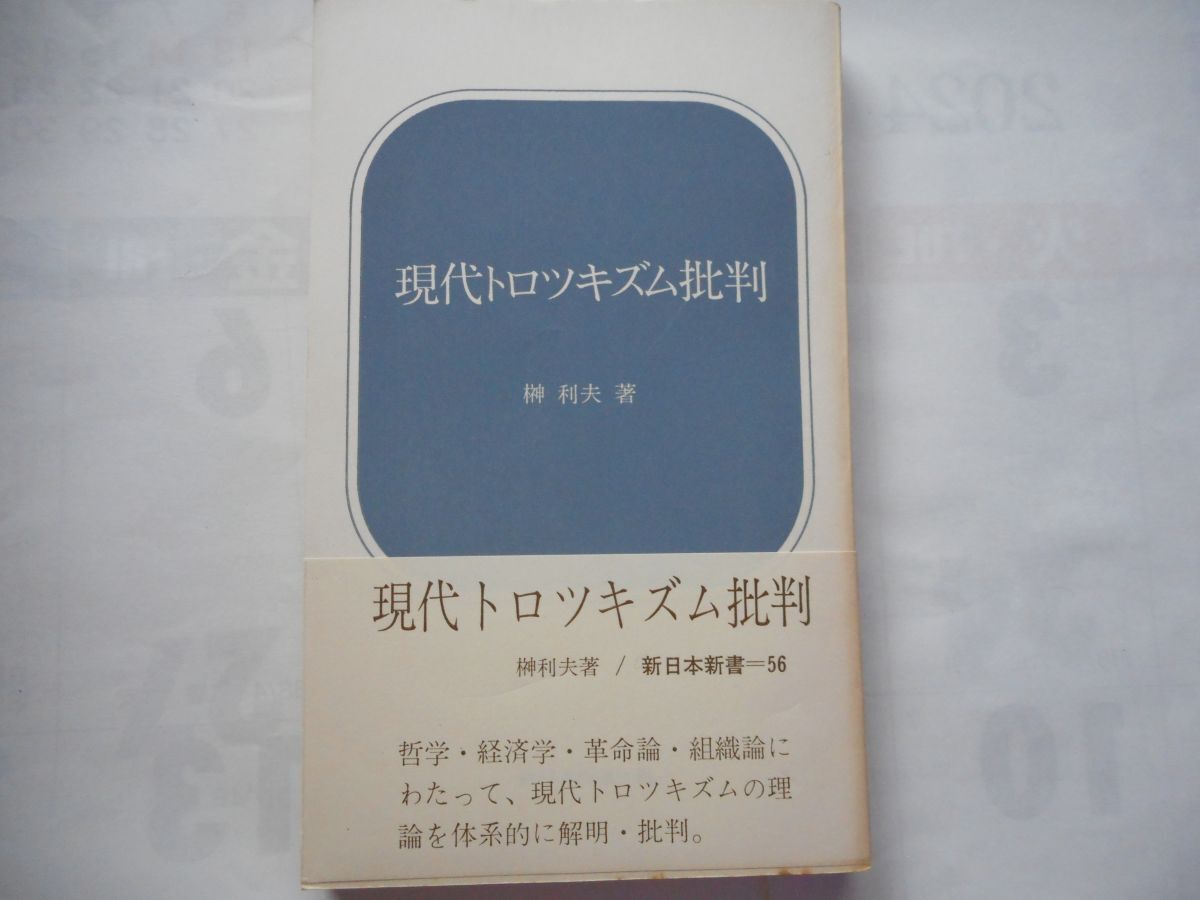 現代トロツキズム批判
榊 利夫 著
現代トロツキズム批判
榊利夫著 / 新日本新書=56
哲学・経済学・革命論・組織論に
わたって、現代トロツキズムの理
論を体系的に解明・批判。